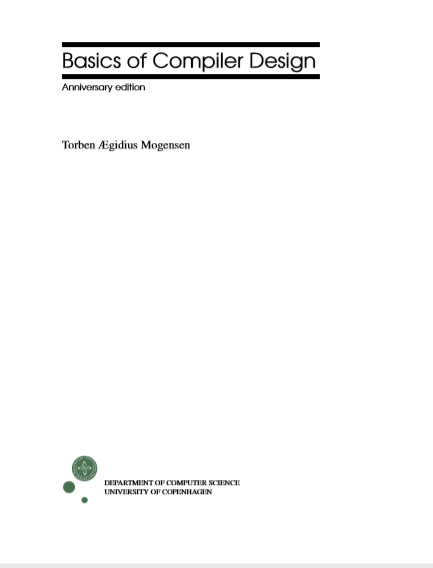 Basics of Compiler Design
Anniversary edition
Torben Ægidius Mogensen
DEPARTMENT OF COMPUTER SCIENCE
UNIVERSITY OF COPENHAGEN